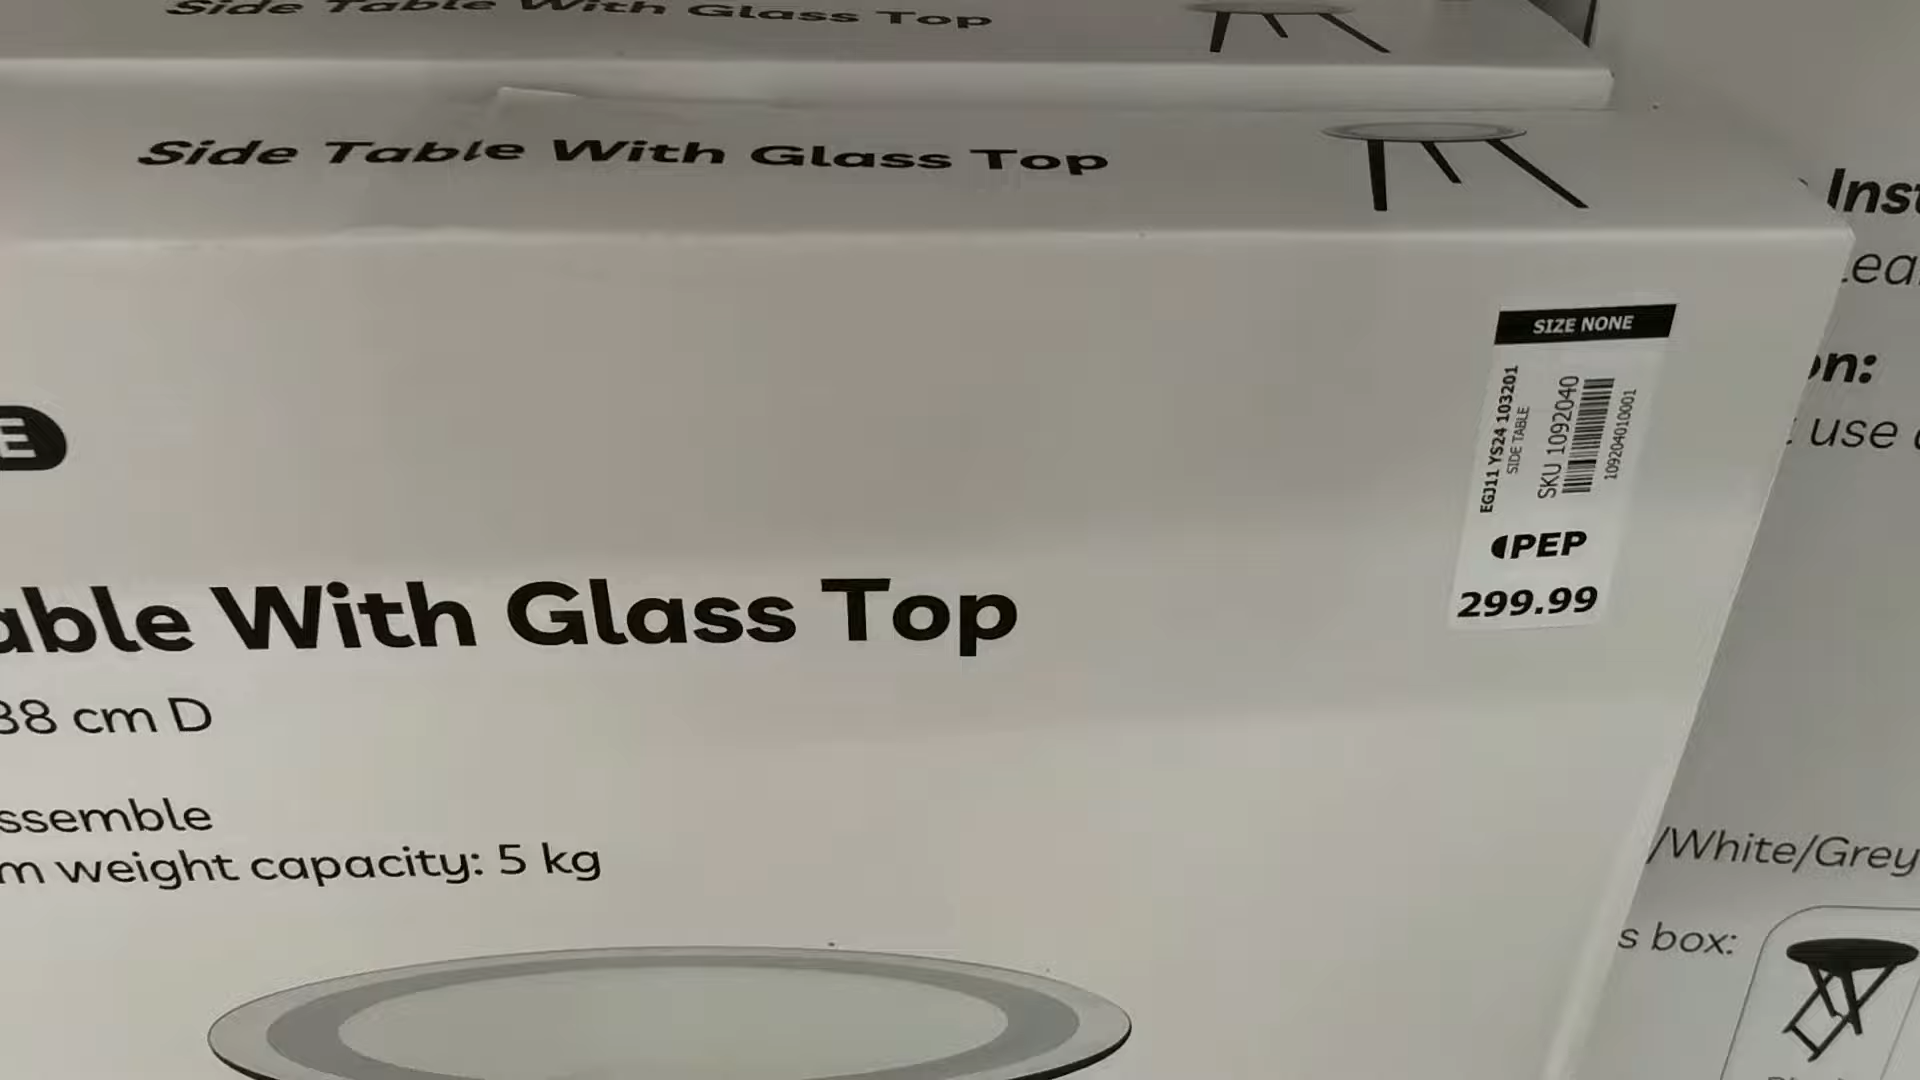 Side Table With Glass Top
Side Table With Glass Top
SIZE NONE
EGJ11 YS24 103201
SIDE TABLE
SKU 1092040
109204010001
PEP
299.99
E
able With Glass Top
38 cm D
ssemble
m weight capacity: 5 kg
Inst
Lea
on:
use
/White/Grey
s box: